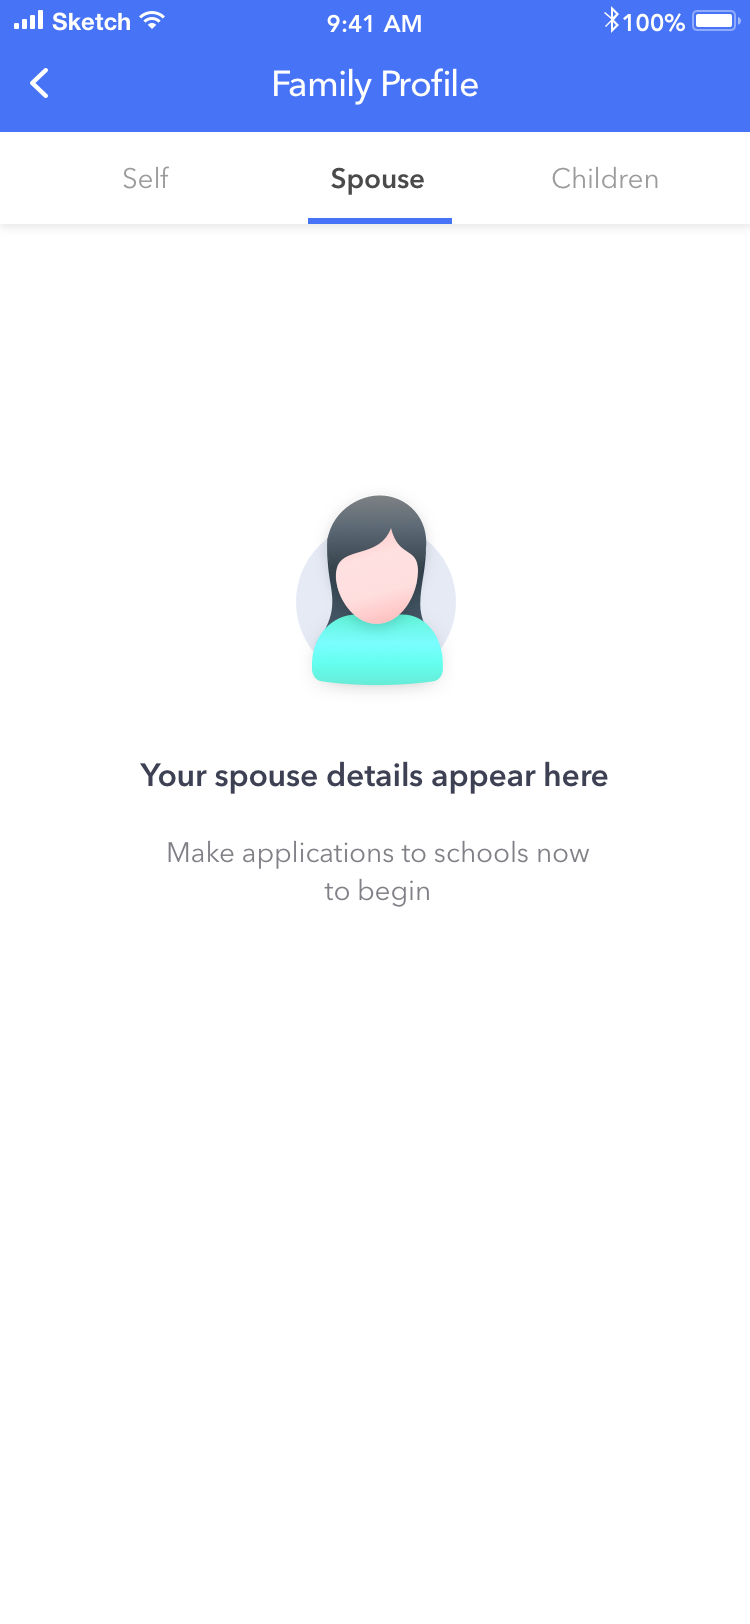 Sketch 9:41 AM 100%
Family Profile
Self Spouse Children
Your spouse details appear here
Make applications to schools now
to begin